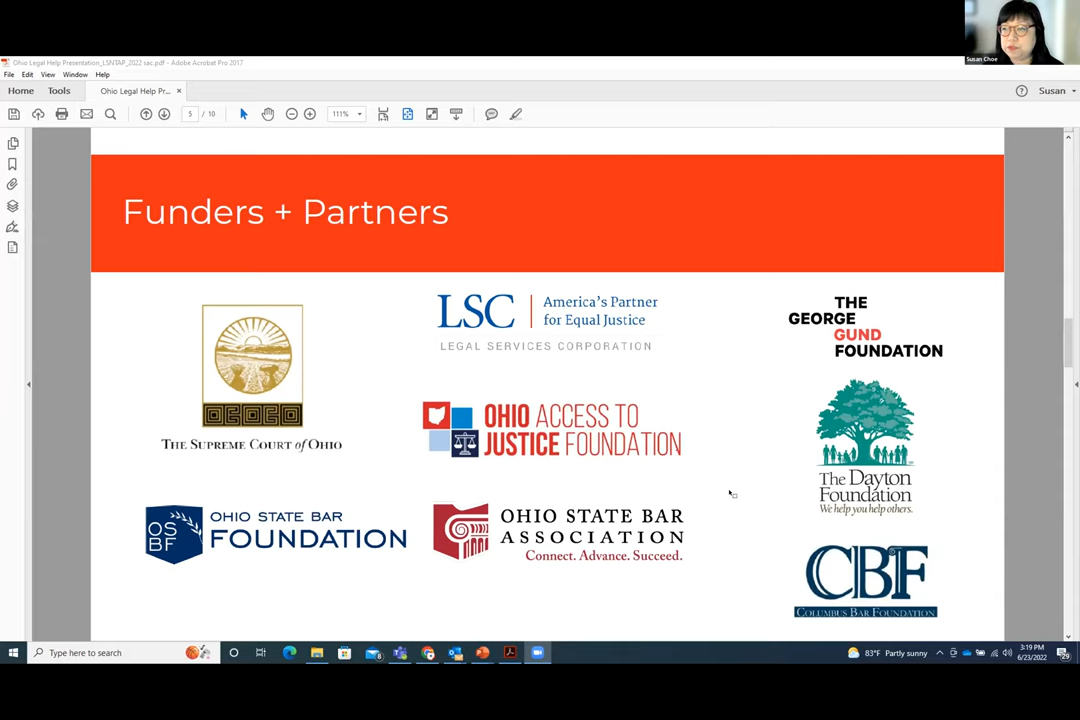 Susan Choe
Ohio Legal Help Presentation_LSNTAP_2022 sac.pdf - Adobe Acrobat Pro 2017
File Edit View Window Help
Home Tools Ohio Legal Help Pr... × Susan
5 / 10 111%
Funders + Partners
THE SUPREME COURT of OHIO
LSC America's Partner
for Equal Justice
LEGAL SERVICES CORPORATION
THE
GEORGE
GUND
FOUNDATION
OHIO ACCESS TO
JUSTICE FOUNDATION
The Dayton
Foundation
We help you help others.
OS
BF
OHIO STATE BAR
FOUNDATION
OHIO STATE BAR
ASSOCIATION
Connect. Advance. Succeed.
CBF
COLUMBUS BAR FOUNDATION
Type here to search
83°F Partly sunny
3:19 PM
6/23/2022